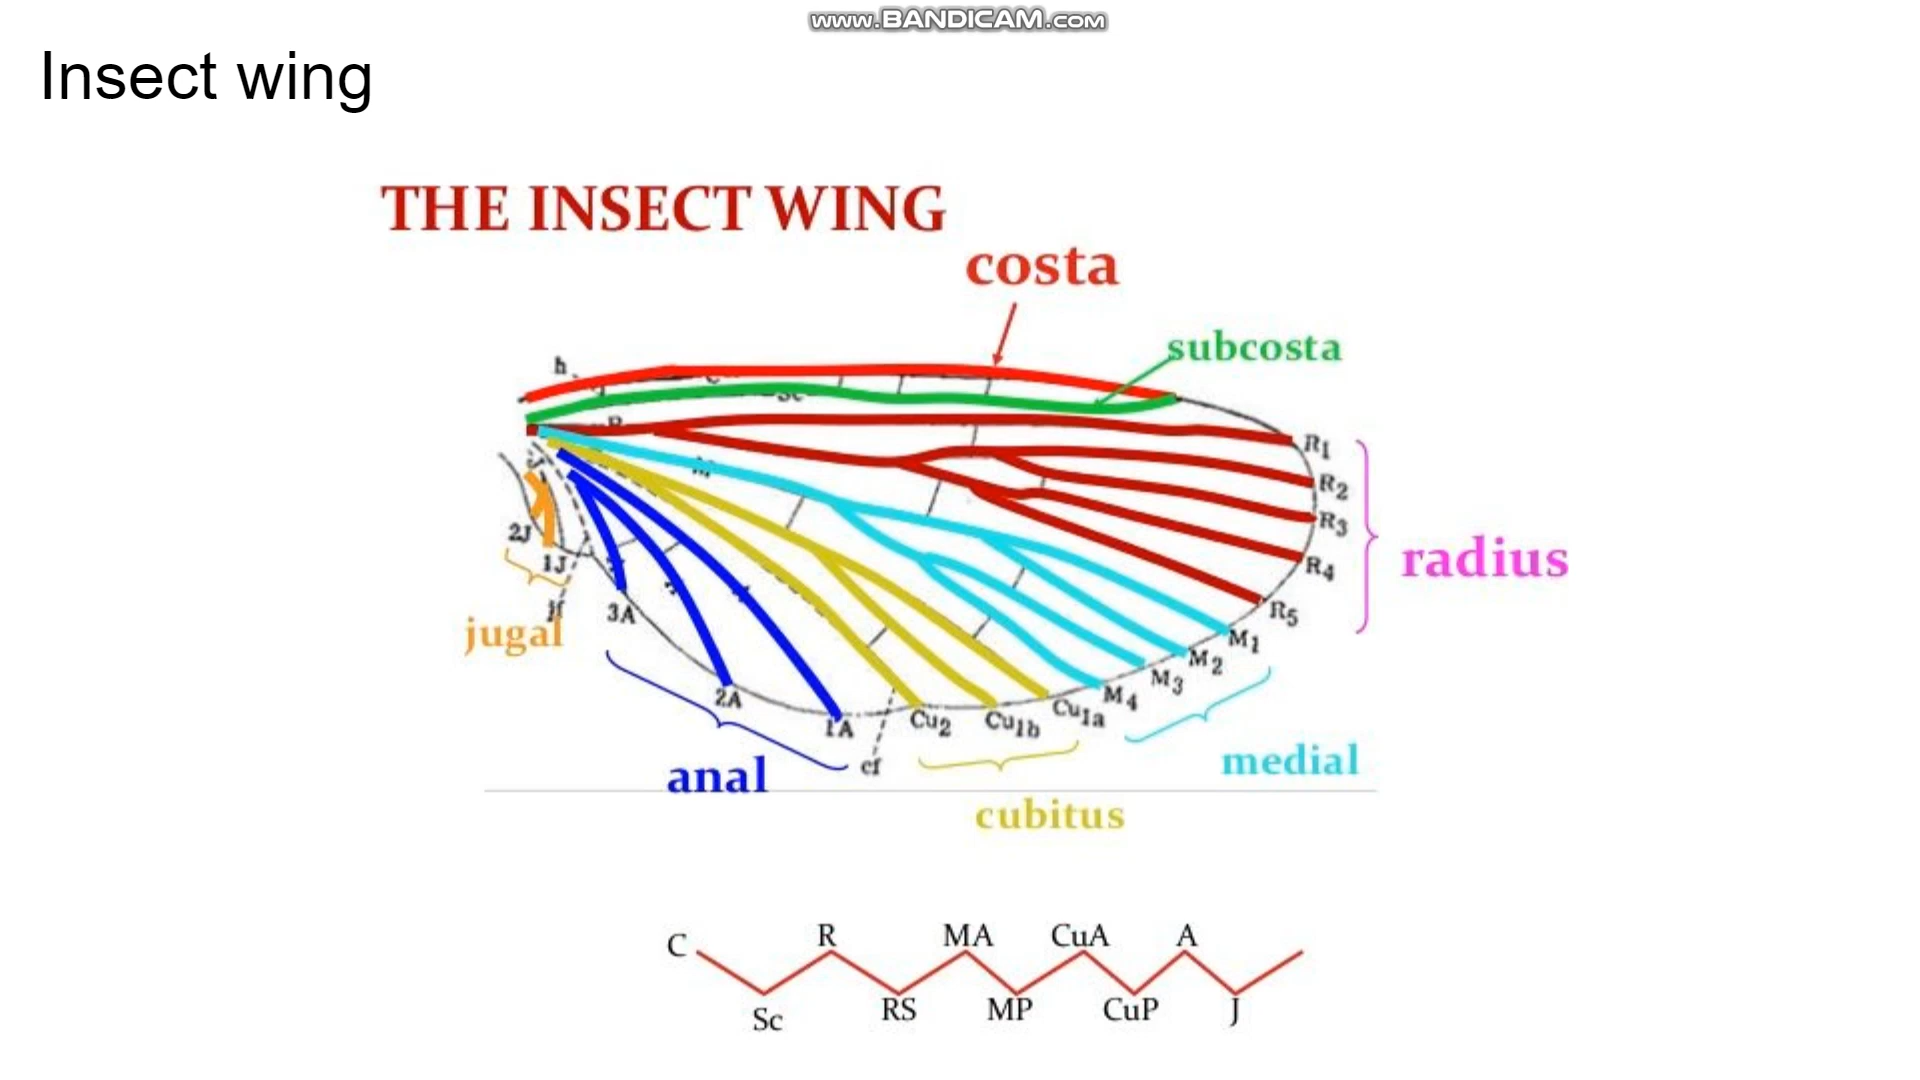 www.BANDICAM.com
Insect wing
THE INSECT WING
costa
subcosta
h
C
Sc
R
R1
M
R2
R3
2J
1J
radius
R4
jf
3A
R5
jugal
M1
M2
M3
2A
M4
1A
Cu2
Cu1b
Cu1a
cf
anal
medial
cubitus
C
R
MA
CuA
A
Sc
RS
MP
CuP
J